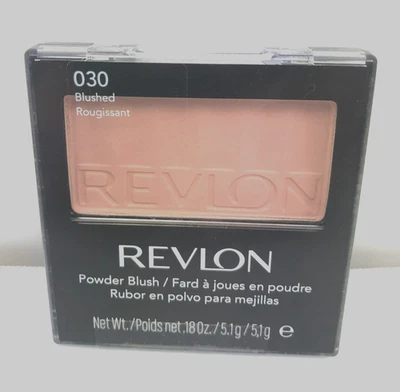 030
Blushed
Rougissant
REVLON
REVLON
Powder Blush / Fard à joues en poudre
Rubor en polvo para mejillas
Net Wt./Poids net .18 Oz. / 5.1g / 5,1g ℮